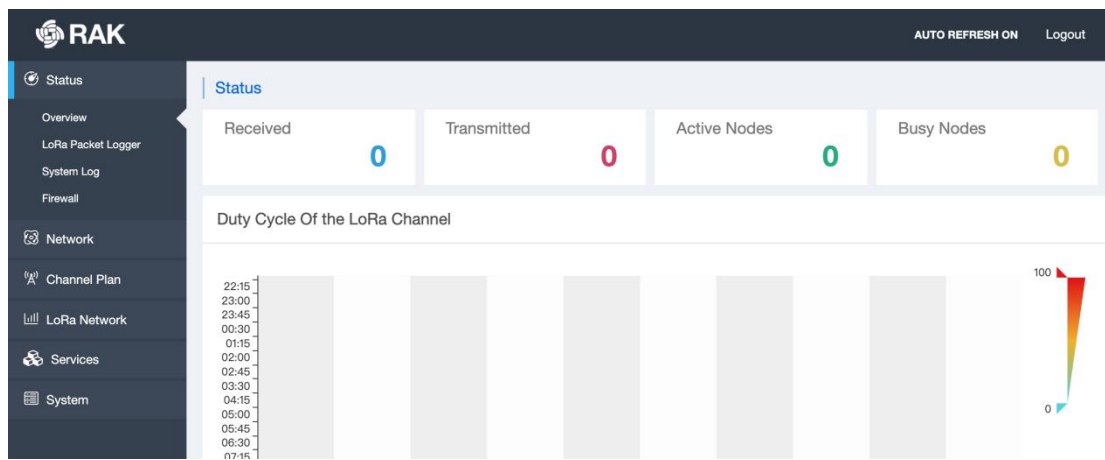 RAK
AUTO REFRESH ON Logout
Status
Overview
LoRa Packet Logger
System Log
Firewall
Network
Channel Plan
LoRa Network
Services
System
Status
Received
0
Transmitted
0
Active Nodes
0
Busy Nodes
0
Duty Cycle Of the LoRa Channel
22:15
23:00
23:45
00:30
01:15
02:00
02:45
03:30
04:15
05:00
05:45
06:30
07:15
100
0